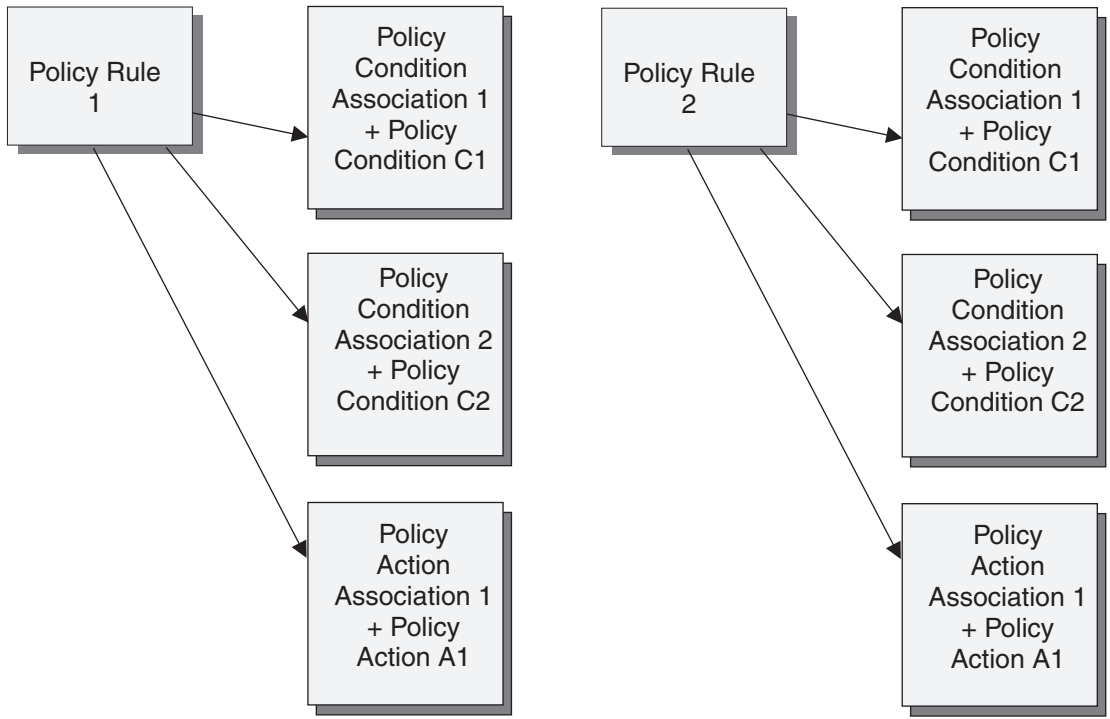 Policy Rule
1
Policy
Condition
Association 1
+ Policy
Condition C1
Policy
Condition
Association 2
+ Policy
Condition C2
Policy
Action
Association 1
+ Policy
Action A1
Policy Rule
2
Policy
Condition
Association 1
+ Policy
Condition C1
Policy
Condition
Association 2
+ Policy
Condition C2
Policy
Action
Association 1
+ Policy
Action A1